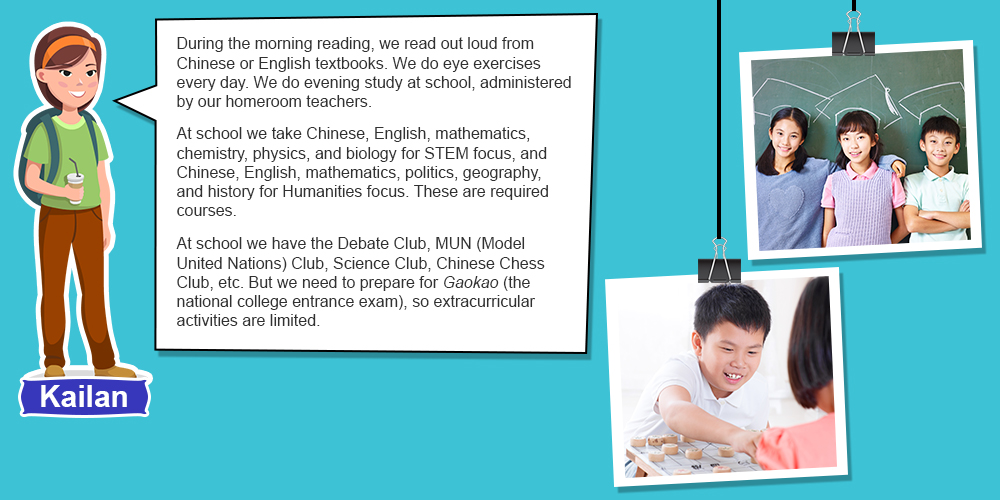 During the morning reading, we read out loud from
Chinese or English textbooks. We do eye exercises
every day. We do evening study at school, administered
by our homeroom teachers.
At school we take Chinese, English, mathematics,
chemistry, physics, and biology for STEM focus, and
Chinese, English, mathematics, politics, geography,
and history for Humanities focus. These are required
courses.
At school we have the Debate Club, MUN (Model
United Nations) Club, Science Club, Chinese Chess
Club, etc. But we need to prepare for Gaokao (the
national college entrance exam), so extracurricular
activities are limited.
Kailan